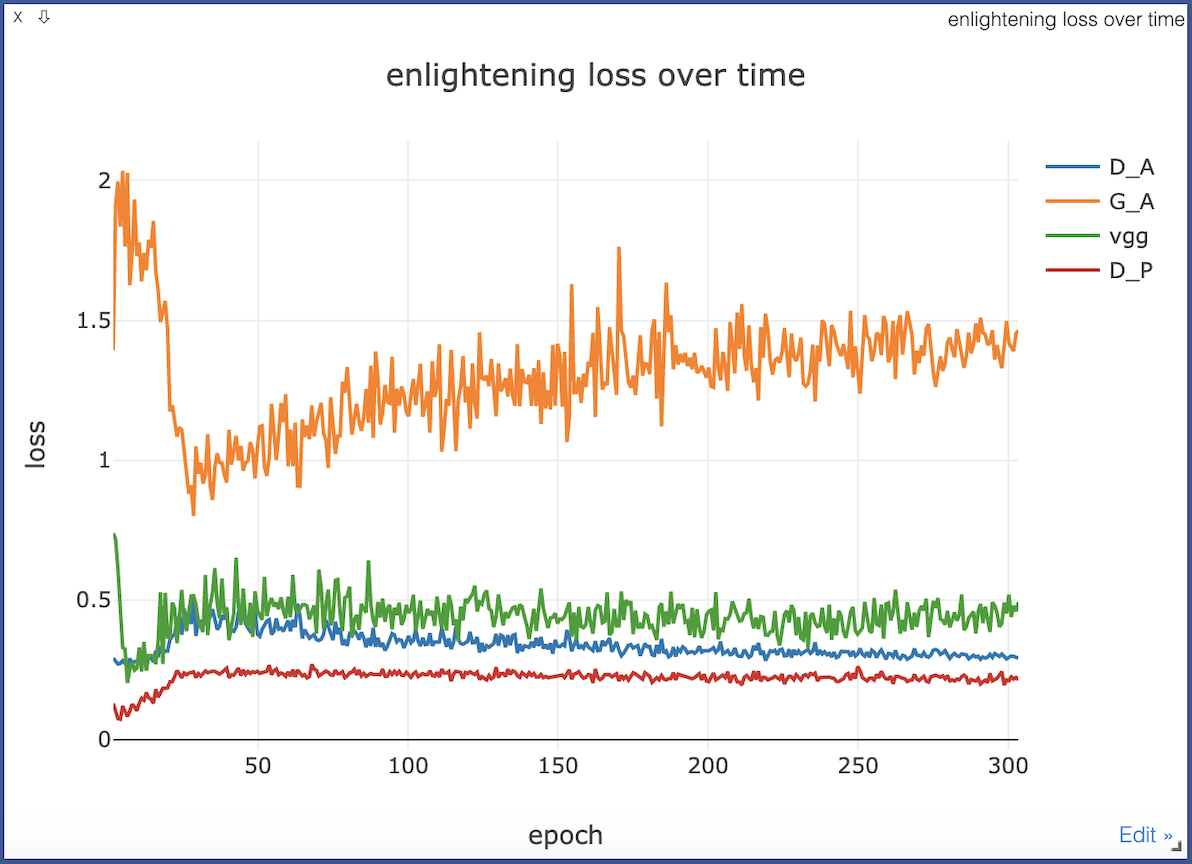 X ⇩ enlightening loss over time
enlightening loss over time
D_A
G_A
vgg
D_P
2
1.5
1
0.5
0
loss
50 100 150 200 250 300
epoch
Edit »